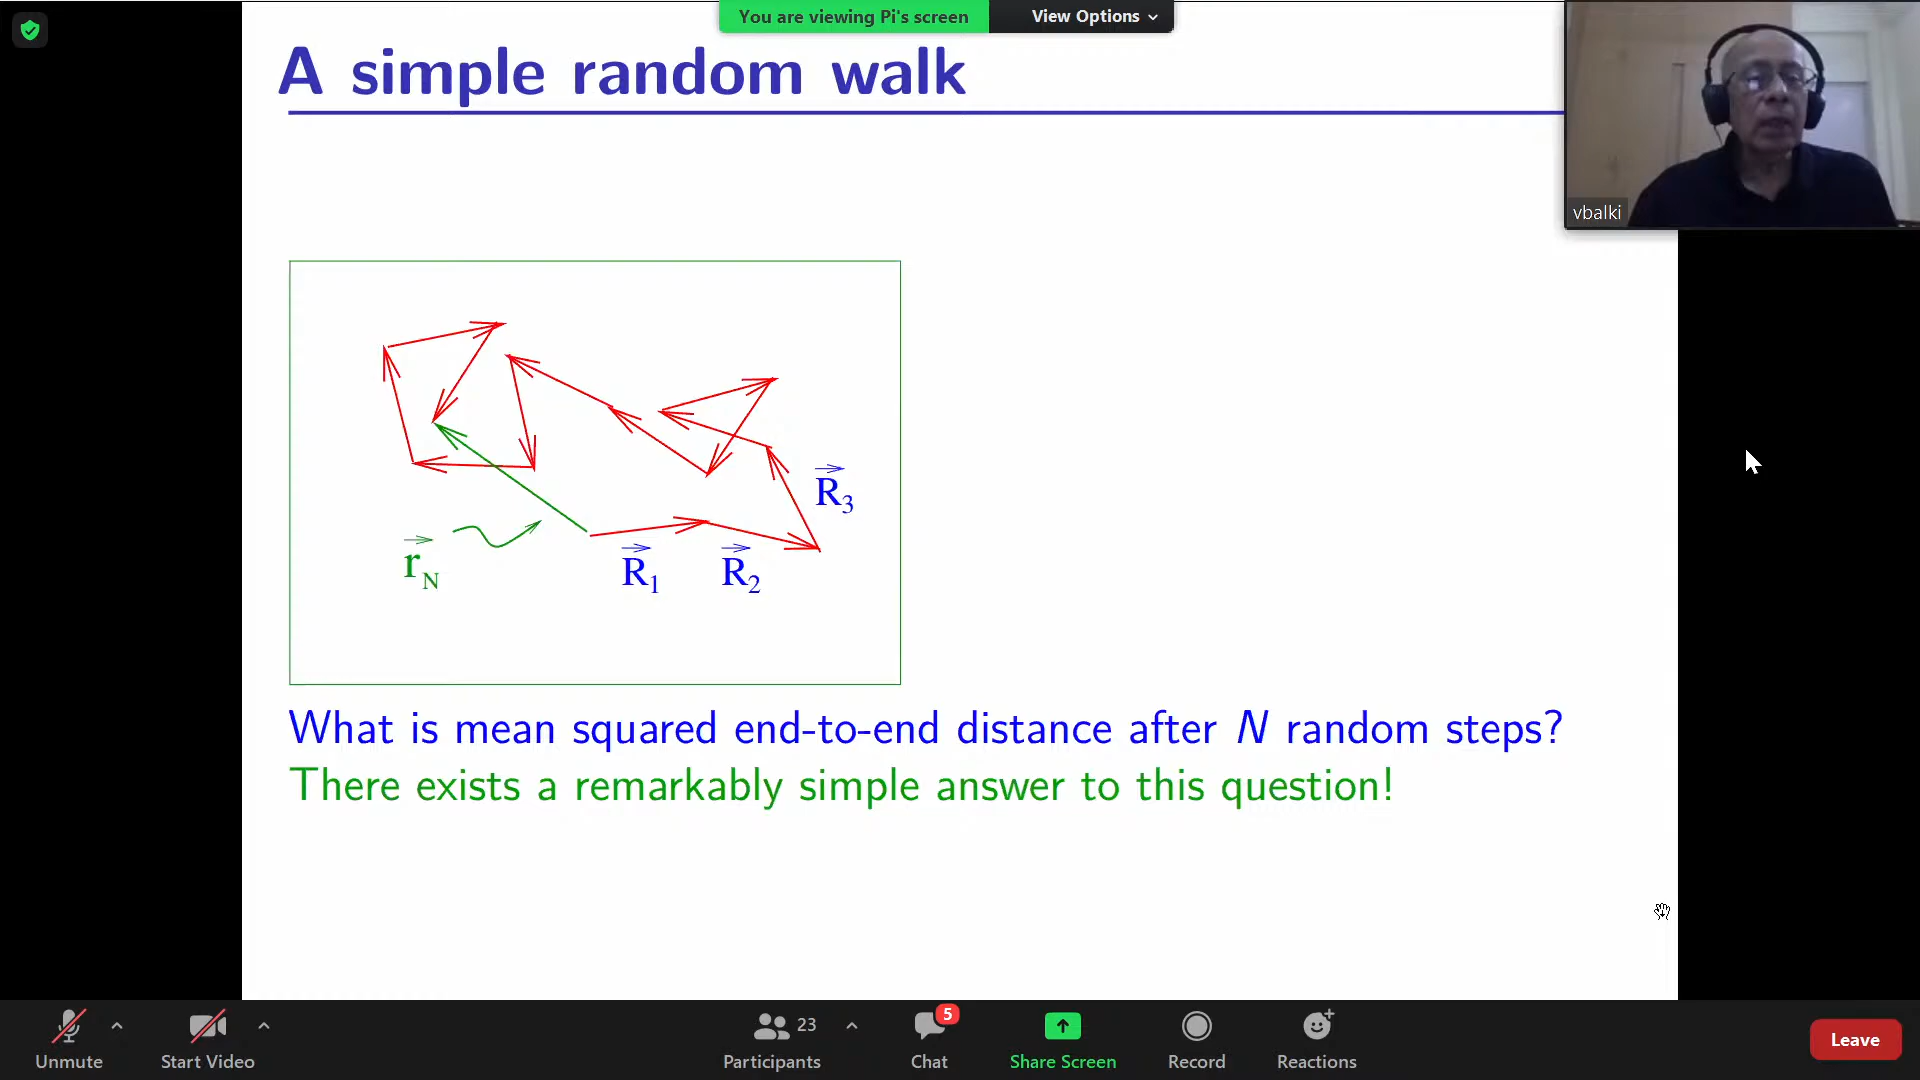 You are viewing Pi's screen View Options
A simple random walk
vbalki
R₃
r_N
R₁ R₂
What is mean squared end-to-end distance after N random steps?
There exists a remarkably simple answer to this question!
23 5
Unmute Start Video Participants Chat Share Screen Record Reactions Leave